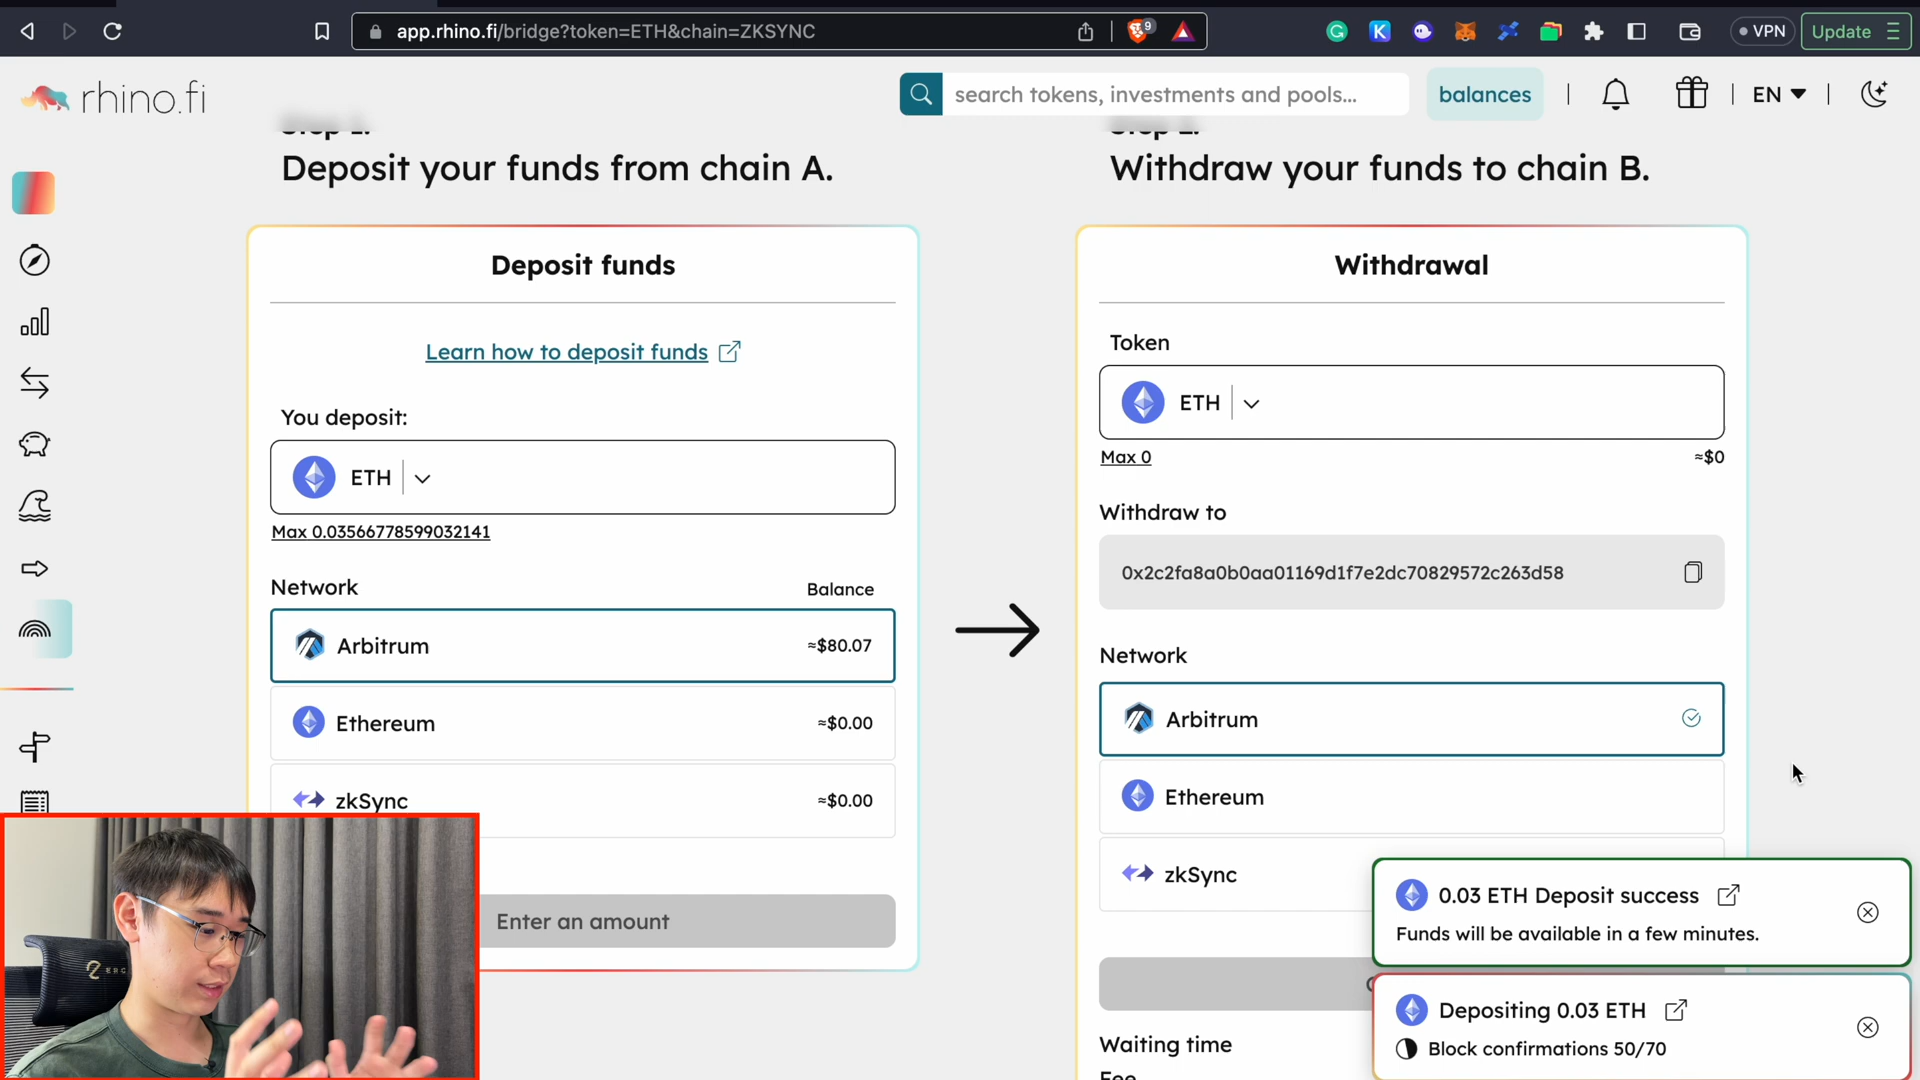 app.rhino.fi/bridge?token=ETH&chain=ZKSYNC
9
VPN
Update
rhino.fi
search tokens, investments and pools...
balances
EN
Deposit your funds from chain A.
Withdraw your funds to chain B.
Deposit funds
Learn how to deposit funds
You deposit:
ETH
Max 0.03566778599032141
Network
Balance
Arbitrum
≈$80.07
Ethereum
≈$0.00
zkSync
≈$0.00
Enter an amount
Withdrawal
Token
ETH
Max 0
≈$0
Withdraw to
0x2c2fa8a0b0aa01169d1f7e2dc70829572c263d58
Network
Arbitrum
Ethereum
zkSync
Waiting time
Fee
0.03 ETH Deposit success
Funds will be available in a few minutes.
Depositing 0.03 ETH
Block confirmations 50/70